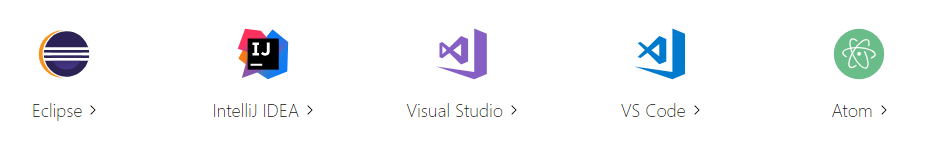 IJ
Eclipse > IntelliJ IDEA > Visual Studio > VS Code > Atom >